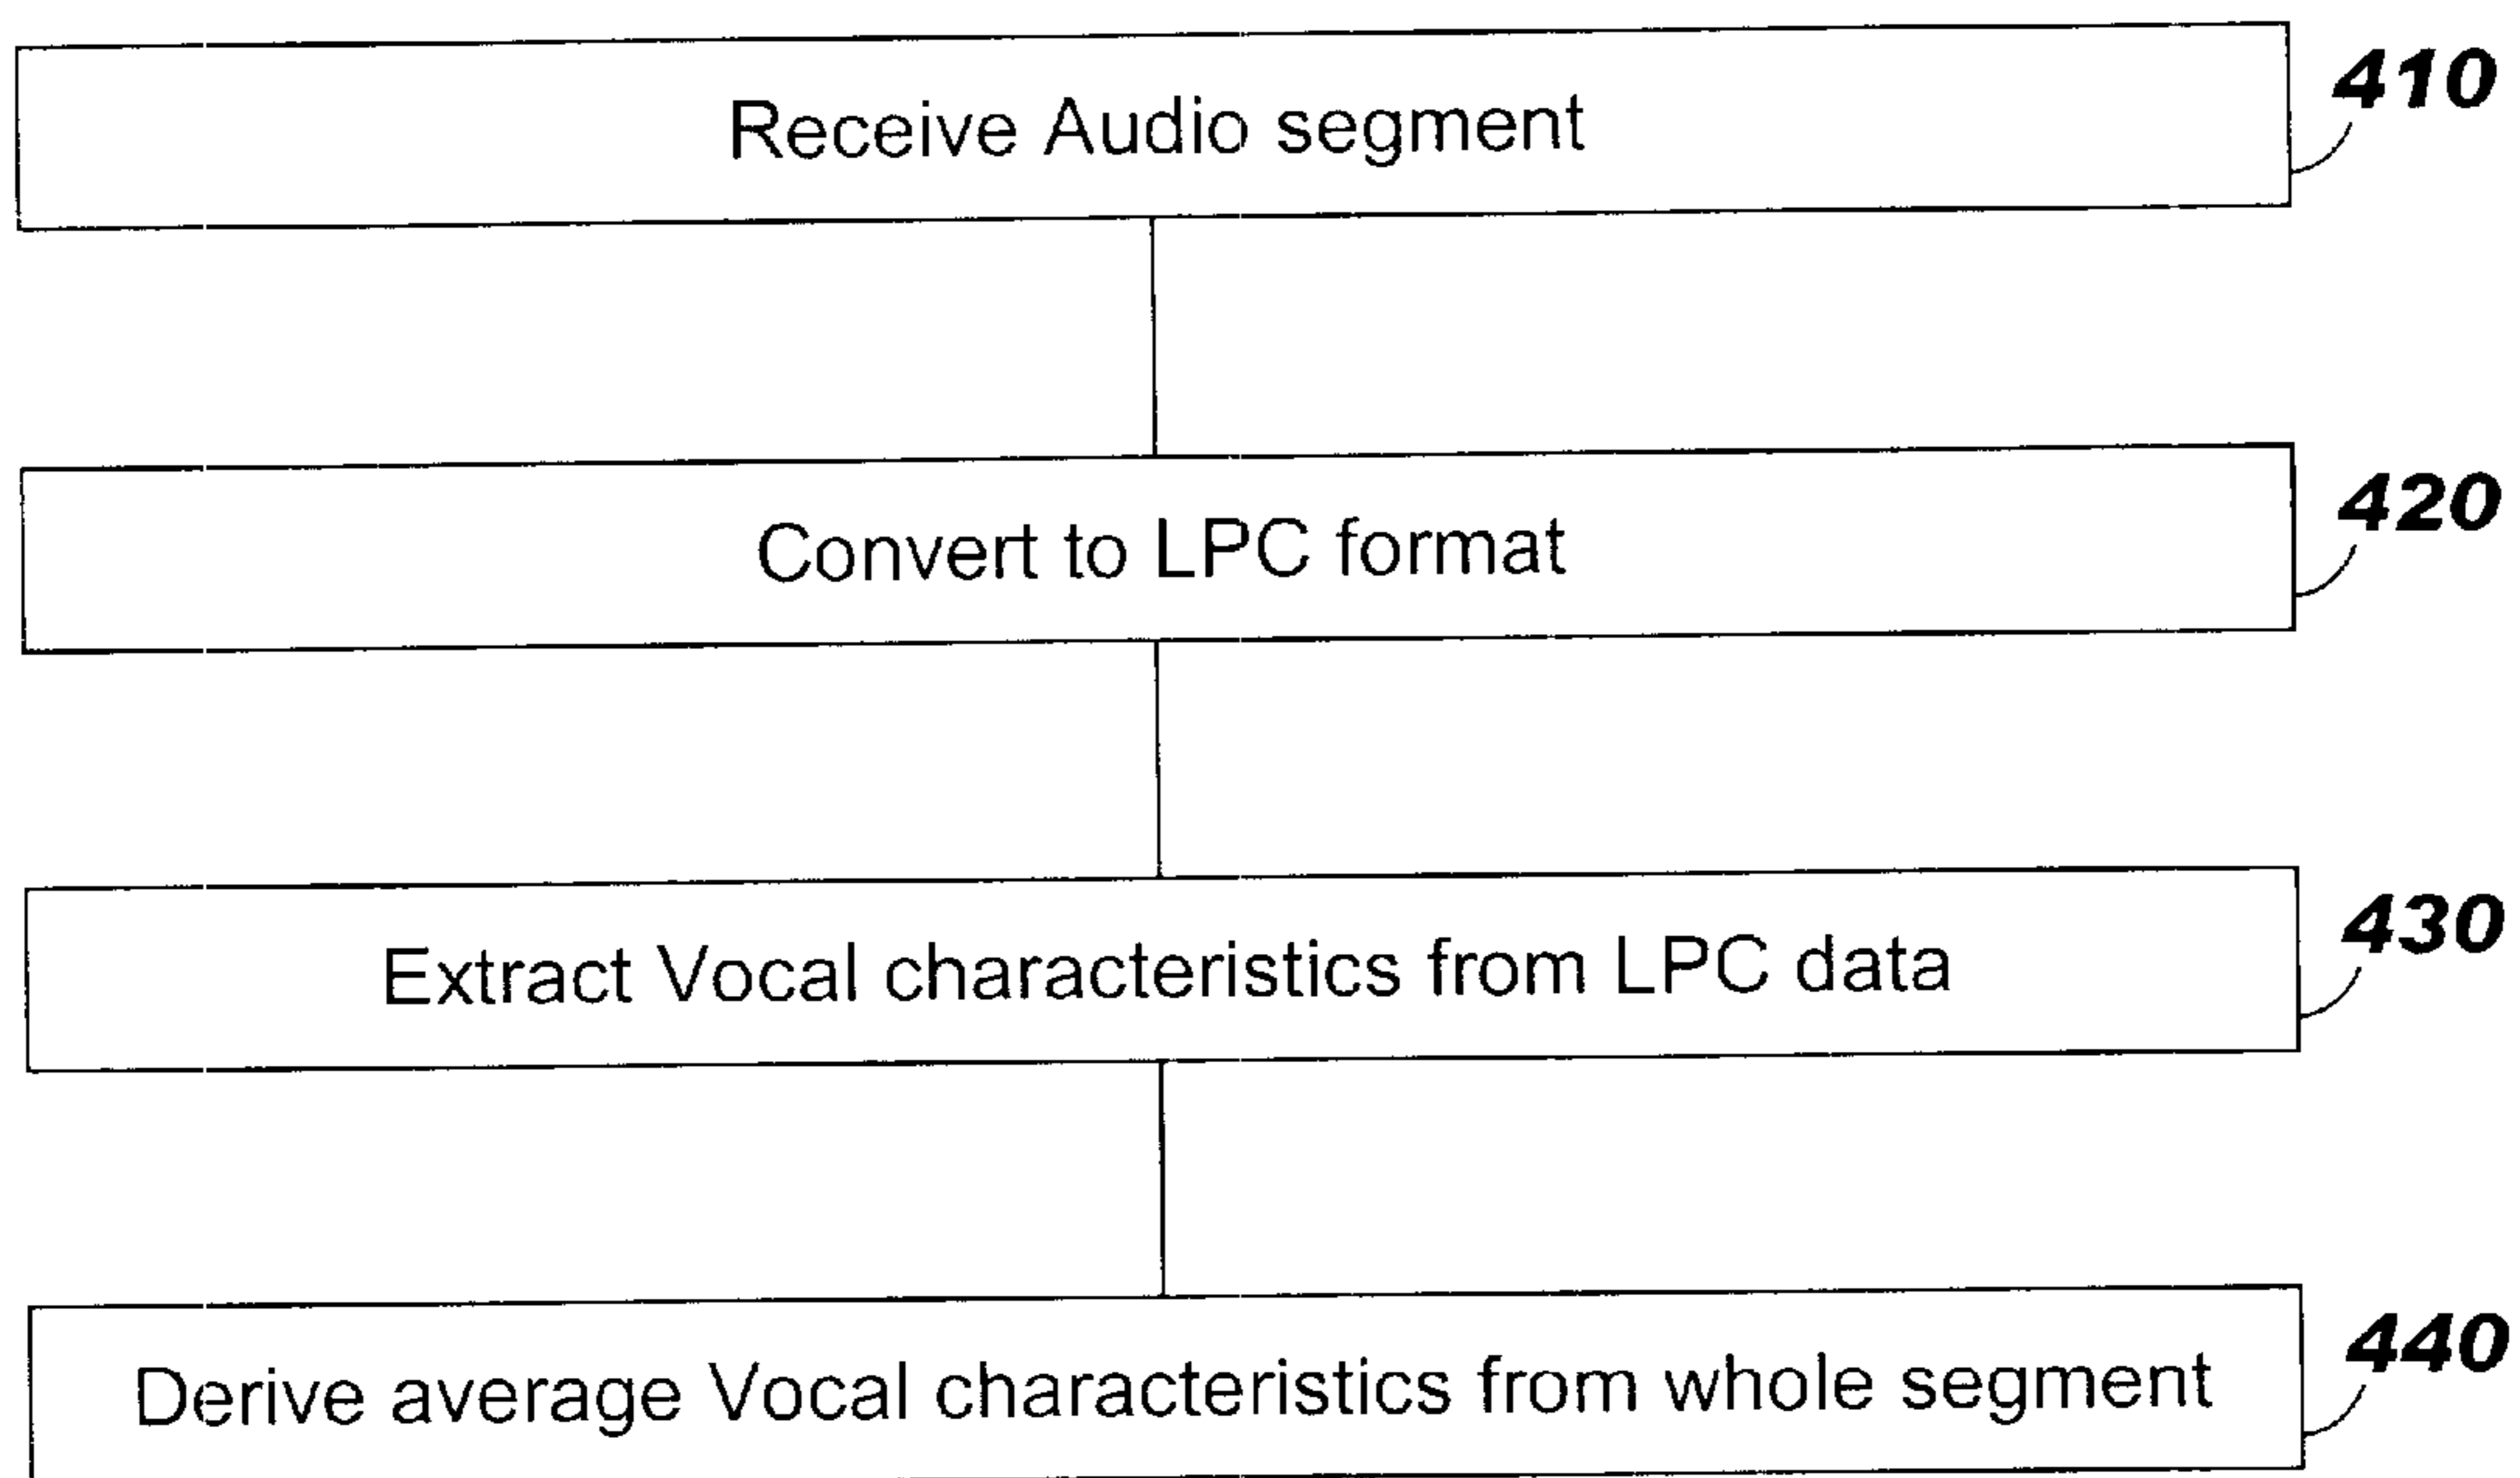 Receive Audio segment
410
Convert to LPC format
420
Extract Vocal characteristics from LPC data
430
Derive average Vocal characteristics from whole segment
440